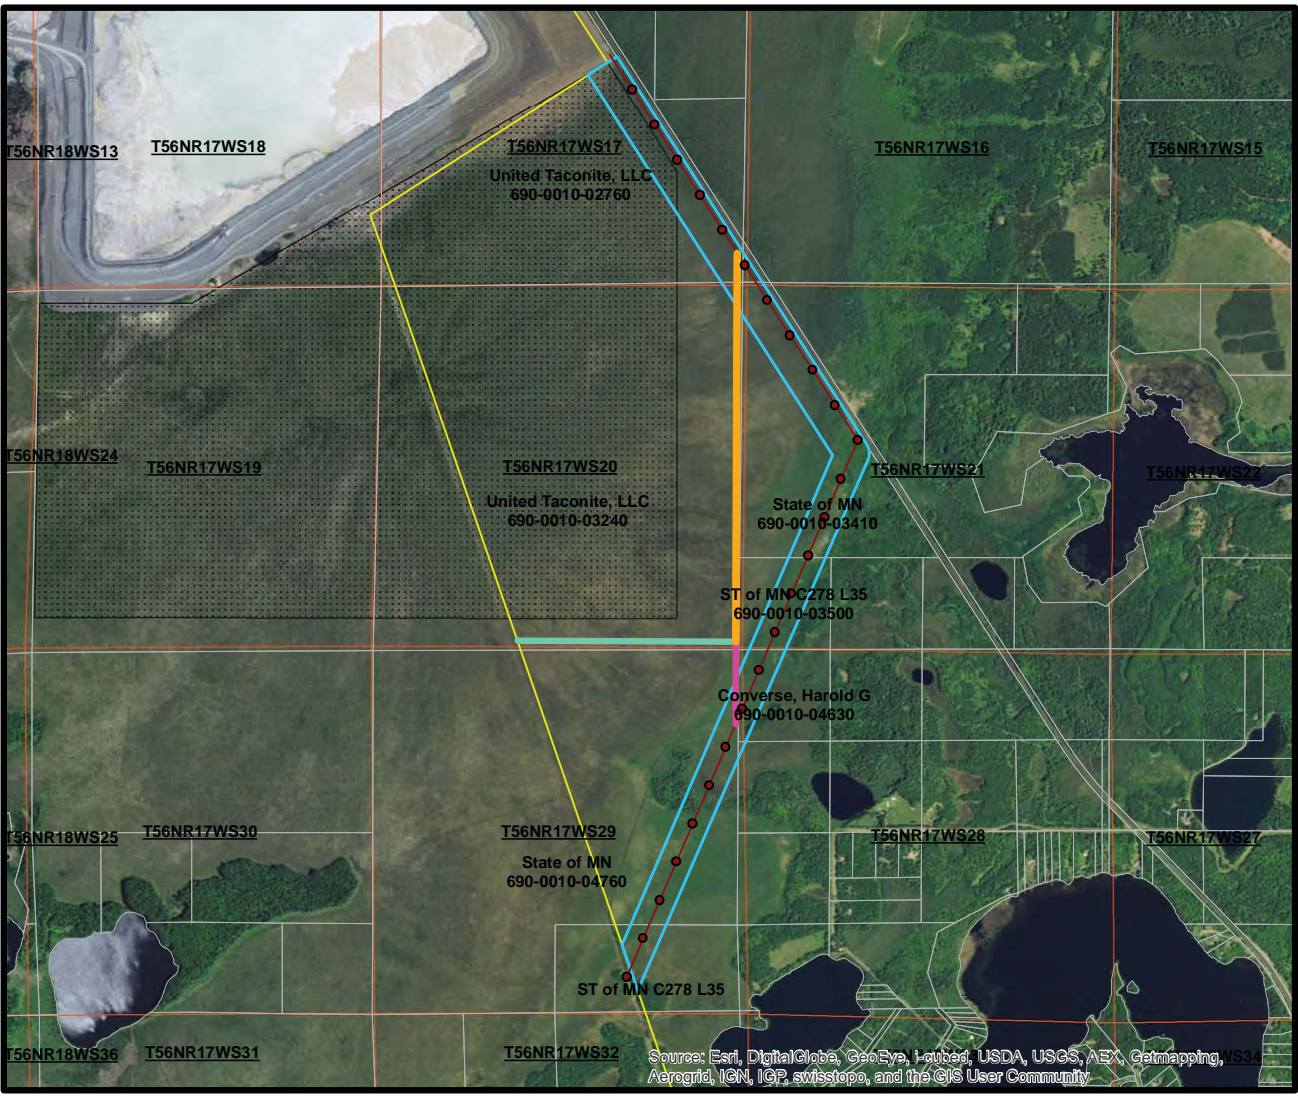 T56NR18WS13
T56NR17WS18
T56NR17WS17
United Taconite, LLC
690-0010-02760
T56NR17WS16
T56NR17WS15
T56NR18WS24
T56NR17WS19
T56NR17WS20
United Taconite, LLC
690-0010-03240
T56NR17WS21
T56NR17WS22
State of MN
690-0010-03410
ST of MN C278 L35
690-0010-03500
Converse, Harold G
690-0010-04630
T56NR18WS25
T56NR17WS30
T56NR17WS29
State of MN
690-0010-04760
T56NR17WS28
T56NR17WS27
ST of MN C278 L35
T56NR18WS36
T56NR17WS31
T56NR17WS32
Source: Esri, DigitalGlobe, GeoEye, i-cubed, USDA, USGS, AEX, Getmapping,
Aerogrid, IGN, IGP, swisstopo, and the GIS User Community